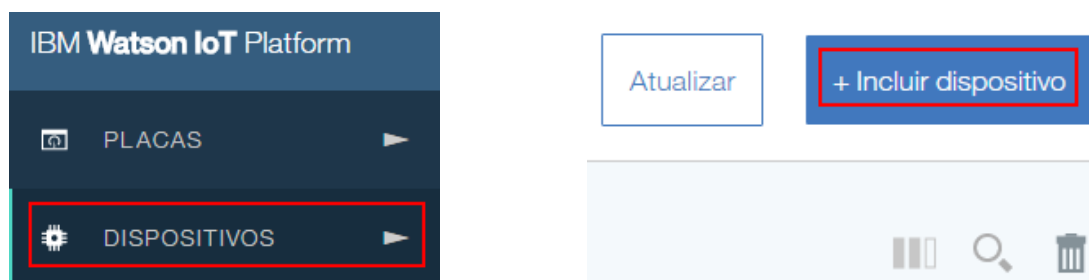 IBM Watson IoT Platform
PLACAS
DISPOSITIVOS
Atualizar
+ Incluir dispositivo